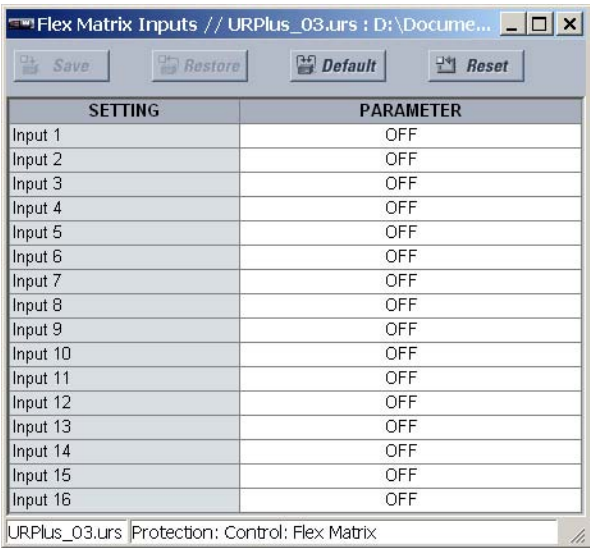 Flex Matrix Inputs // URPlus_03.urs : D:\Docume...
Save Restore Default Reset
SETTING PARAMETER
Input 1 OFF
Input 2 OFF
Input 3 OFF
Input 4 OFF
Input 5 OFF
Input 6 OFF
Input 7 OFF
Input 8 OFF
Input 9 OFF
Input 10 OFF
Input 11 OFF
Input 12 OFF
Input 13 OFF
Input 14 OFF
Input 15 OFF
Input 16 OFF
URPlus_03.urs Protection: Control: Flex Matrix